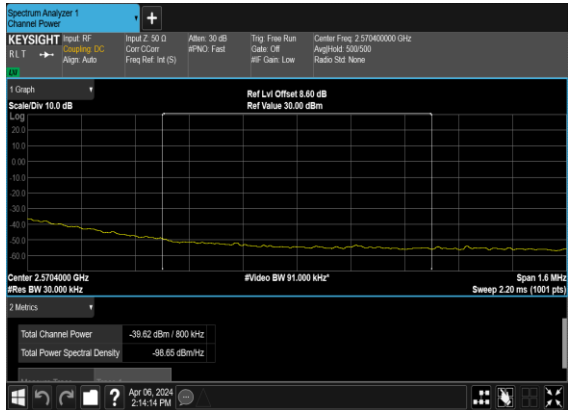 Spectrum Analyzer 1
Channel Power
+
KEYSIGHT
RLT
LW
Input: RF
Coupling: DC
Align: Auto
Input Z: 50 Ω
Corr CCorr
Freq Ref: Int (S)
Atten: 30 dB
#PNO: Fast
Trig: Free Run
Gate: Off
#IF Gain: Low
Center Freq: 2.570400000 GHz
Avg|Hold: 500/500
Radio Std: None
1 Graph
Scale/Div 10.0 dB
Ref Lvl Offset 8.60 dB
Ref Value 30.00 dBm
Log
20.0
10.0
0.00
-10.0
-20.0
-30.0
-40.0
-50.0
-60.0
Center 2.5704000 GHz
#Res BW 30.000 kHz
#Video BW 91.000 kHz*
Span 1.6 MHz
Sweep 2.20 ms (1001 pts)
2 Metrics
Total Channel Power -39.62 dBm / 800 kHz
Total Power Spectral Density -98.65 dBm/Hz
?
Apr 06, 2024
2:14:14 PM